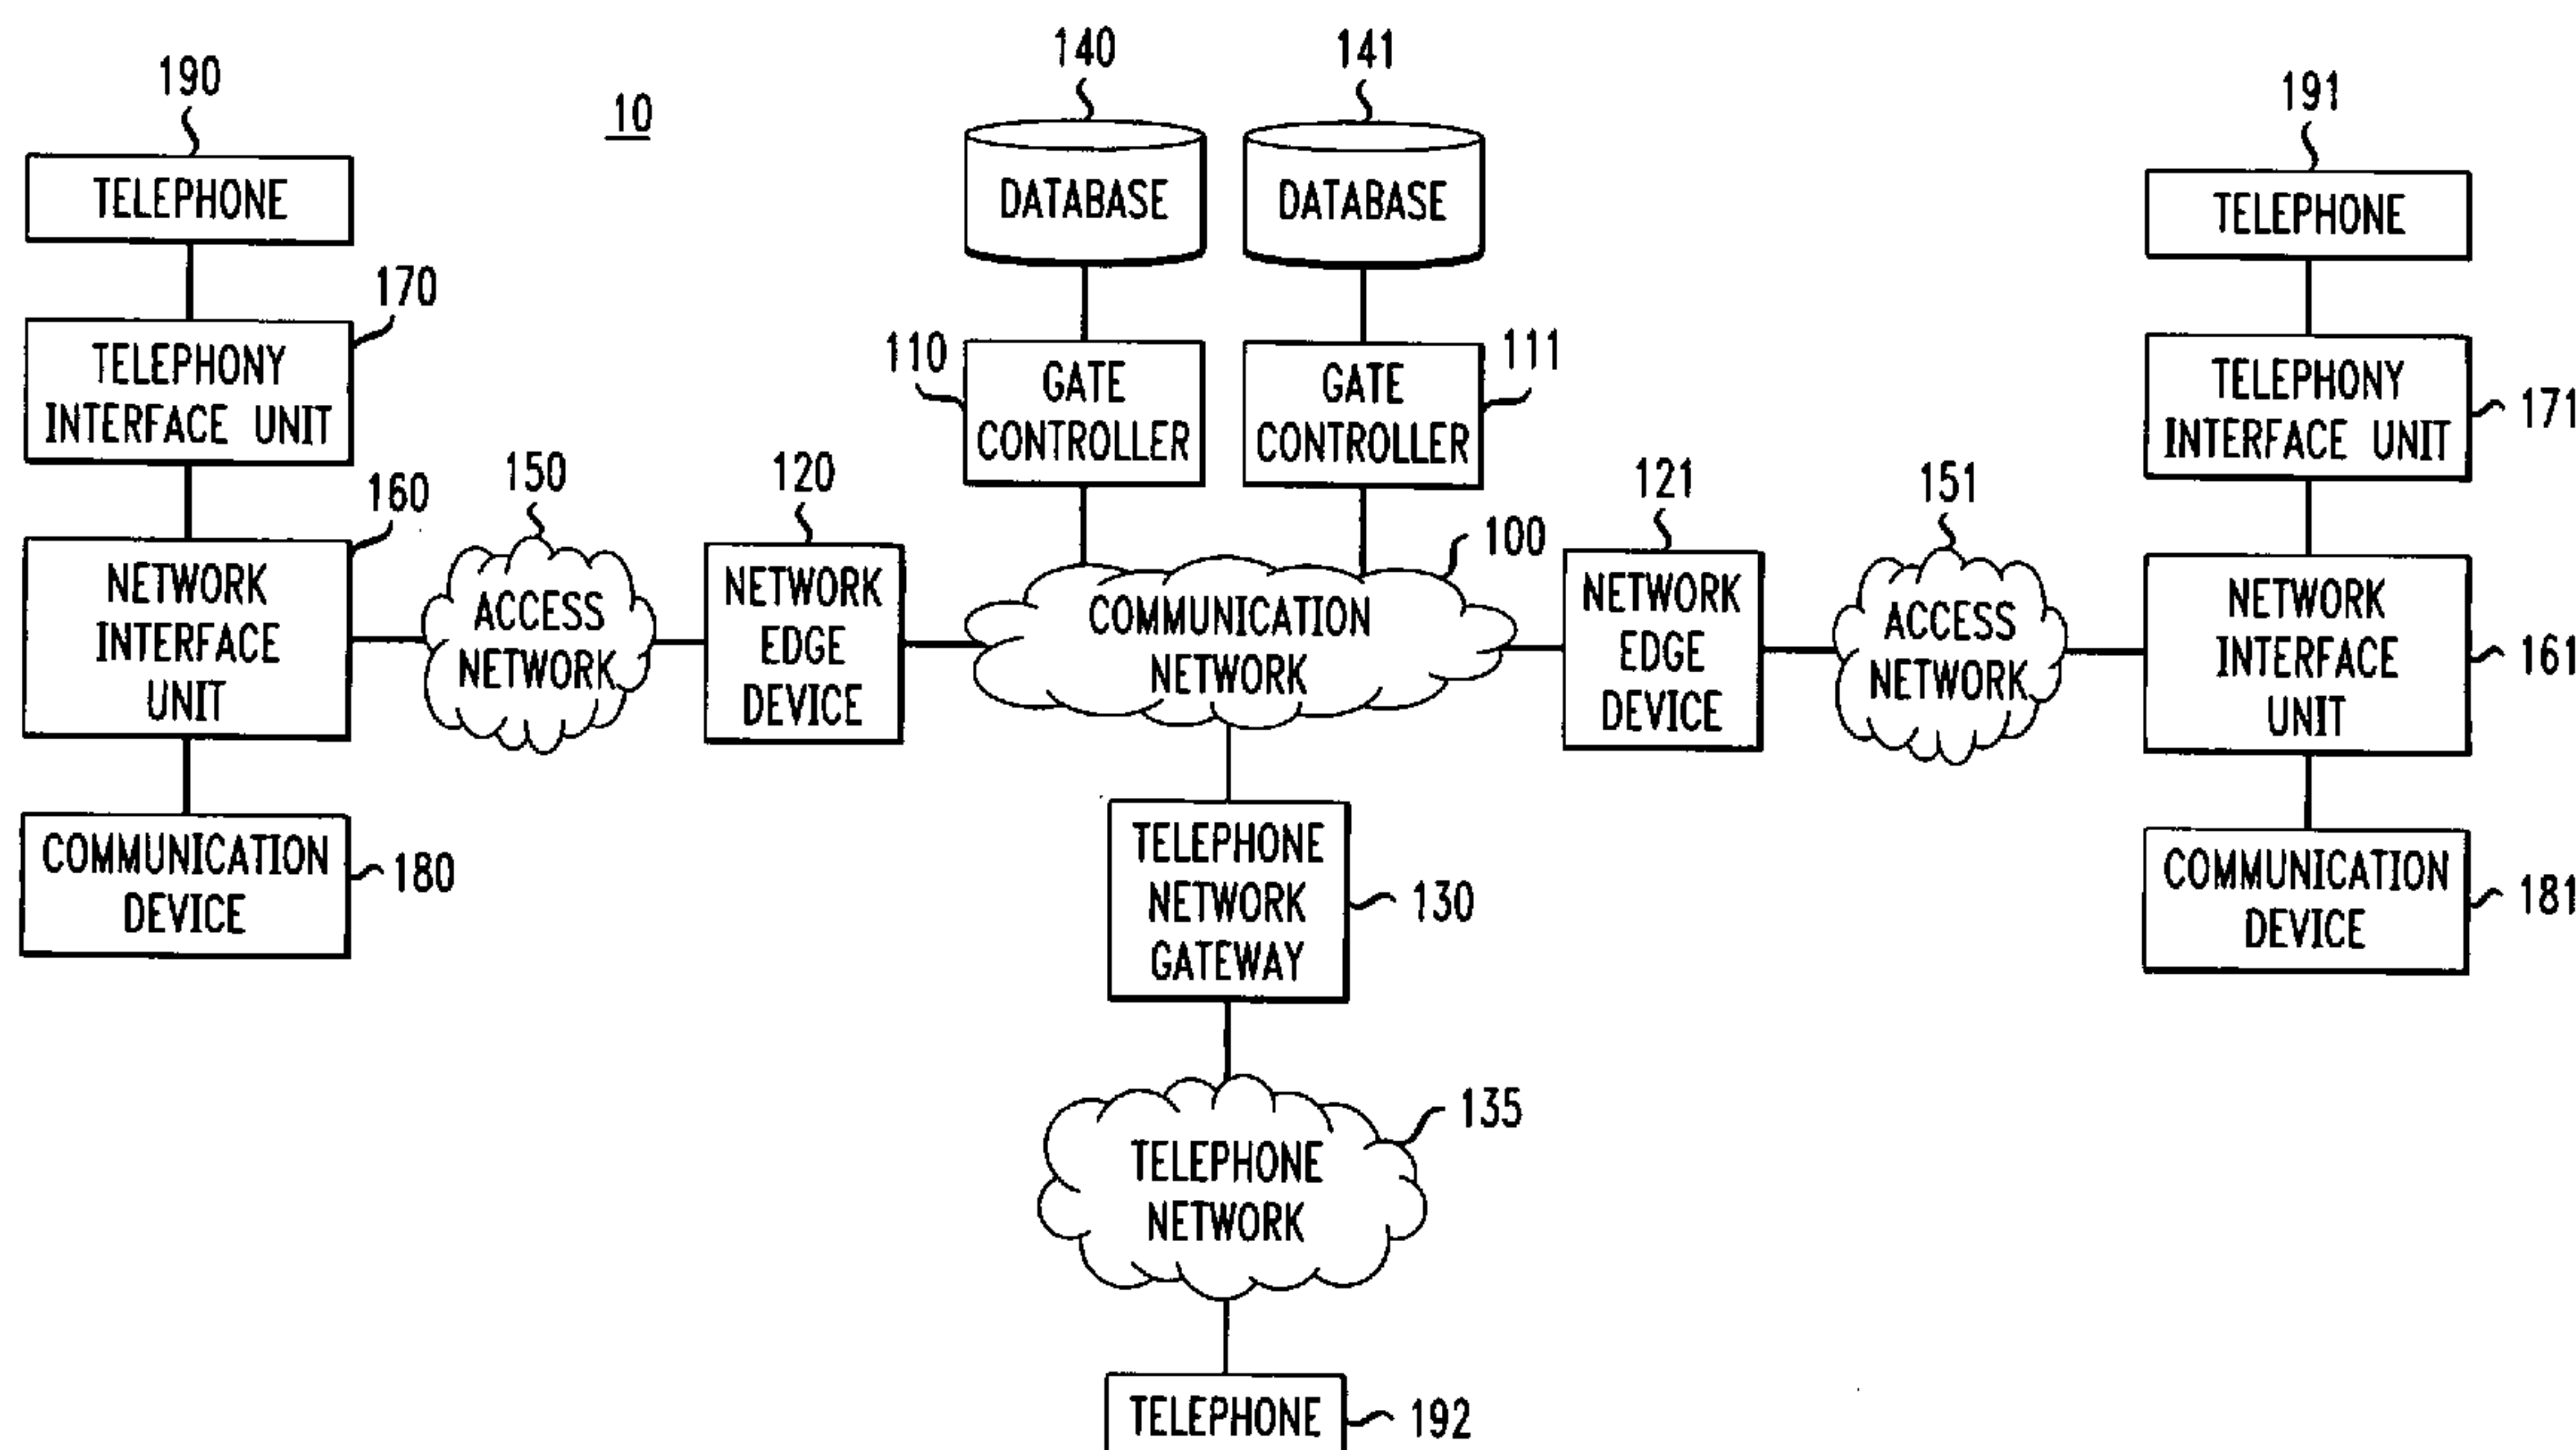 190
10
140
141
191
TELEPHONE
DATABASE
DATABASE
TELEPHONE
170
TELEPHONY
INTERFACE UNIT
110
GATE
CONTROLLER
GATE
CONTROLLER
111
TELEPHONY
INTERFACE UNIT
171
160
150
120
121
151
100
NETWORK
INTERFACE
UNIT
ACCESS
NETWORK
NETWORK
EDGE
DEVICE
COMMUNICATION
NETWORK
NETWORK
EDGE
DEVICE
ACCESS
NETWORK
NETWORK
INTERFACE
UNIT
161
COMMUNICATION
DEVICE
180
TELEPHONE
NETWORK
GATEWAY
130
COMMUNICATION
DEVICE
181
TELEPHONE
NETWORK
135
TELEPHONE
192